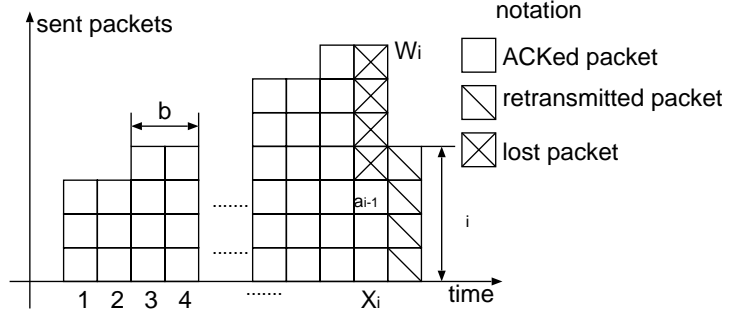 notation
sent packets
Wi
ACKed packet
b
retransmitted packet
lost packet
.......
ai-1
i
.......
.......
1 2 3 4
Xi
time